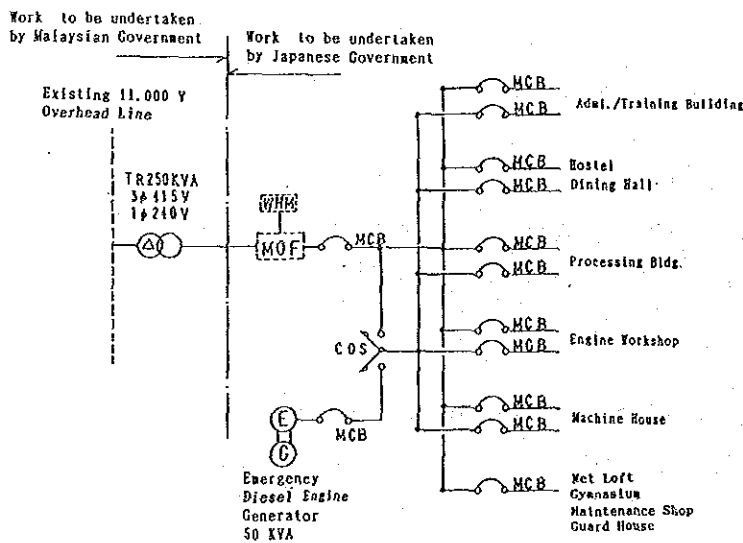 Work to be undertaken
by Malaysian Government
Work to be undertaken
by Japanese Government
Existing 11.000 V
Overhead Line
TR250KVA
3φ415V
1φ240V
WHM
MOF
MCB
COS
E
G
MCB
Emergency
Diesel Engine
Generator
50 KVA
MCB
MCB
Admi./Training Building
MCB
Hostel
MCB
Dining Hall
MCB
MCB
Processing Bldg.
MCB
MCB
Engine Workshop
MCB
MCB
Machine House
MCB
Net Loft
Gymnasium
Maintenance Shop
Guard House